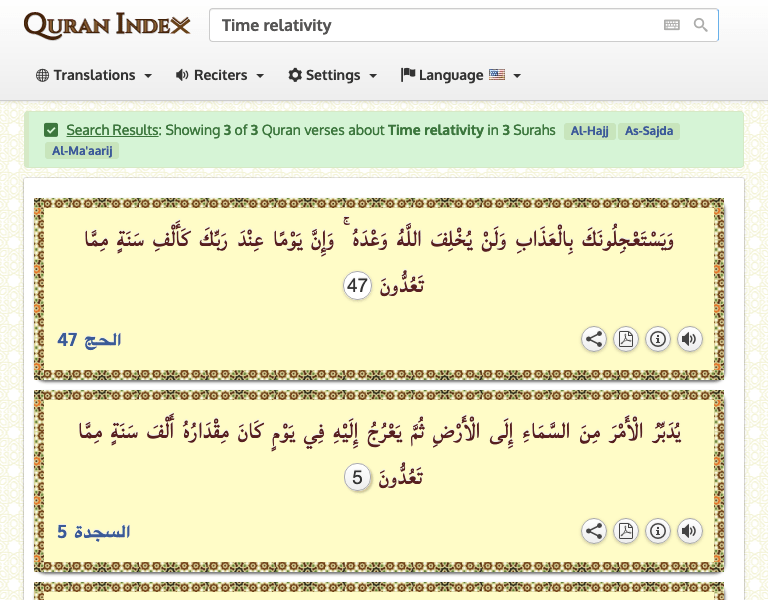 QURAN INDEX
Time relativity
Translations
Reciters
Settings
Language
Search Results: Showing 3 of 3 Quran verses about Time relativity in 3 Surahs Al-Hajj As-Sajda
Al-Ma'aarij
وَيَسْتَعْجِلُونَكَ بِالْعَذَابِ وَلَنْ يُخْلِفَ اللَّهُ وَعْدَهُ ۚ وَإِنَّ يَوْمًا عِنْدَ رَبِّكَ كَأَلْفِ سَنَةٍ مِمَّا
تَعُدُّونَ 47
الحج 47
يُدَبِّرُ الْأَمْرَ مِنَ السَّمَاءِ إِلَى الْأَرْضِ ثُمَّ يَعْرُجُ إِلَيْهِ فِي يَوْمٍ كَانَ مِقْدَارُهُ أَلْفَ سَنَةٍ مِمَّا
تَعُدُّونَ 5
السجدة 5